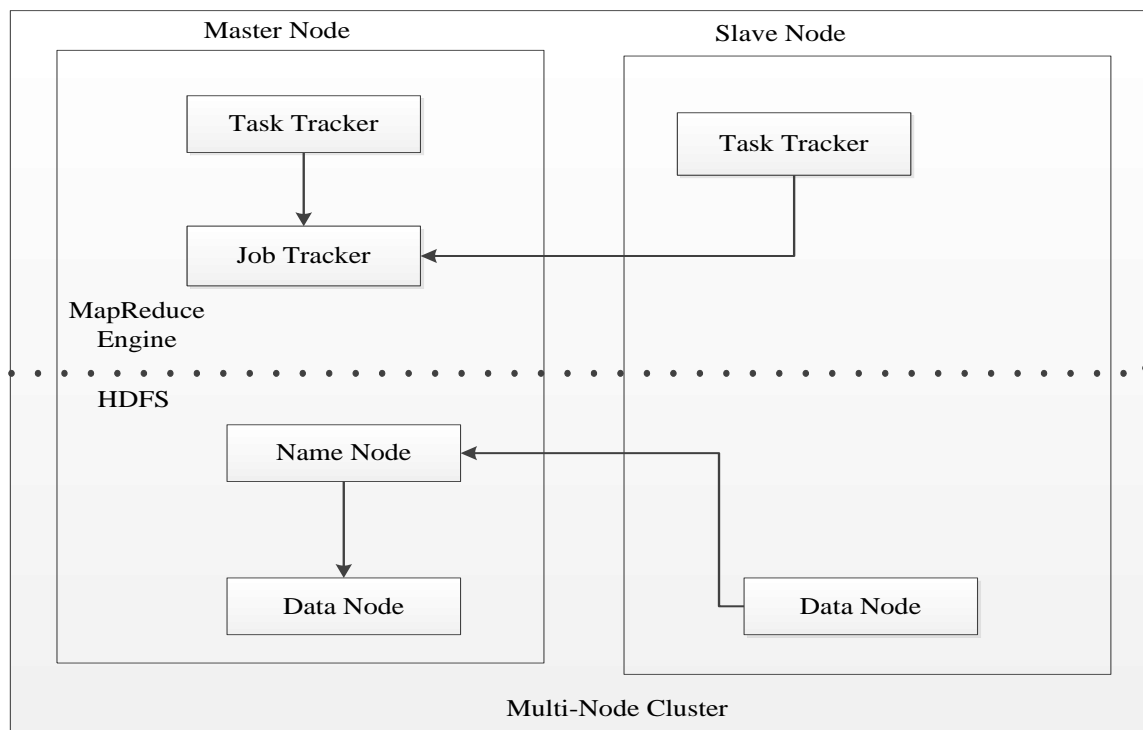 Master Node
Slave Node
Task Tracker
Task Tracker
Job Tracker
MapReduce
Engine
HDFS
Name Node
Data Node
Data Node
Multi-Node Cluster